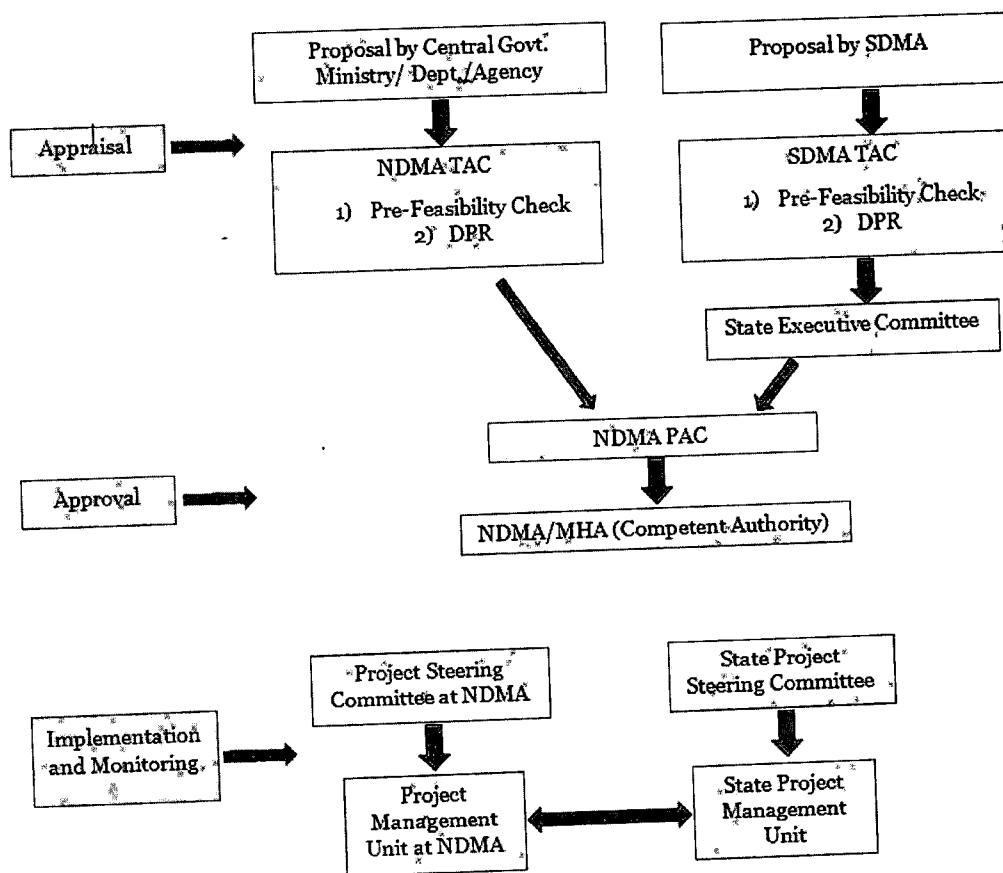 Proposal by Central Govt.
Ministry/ Dept./Agency
Proposal by SDMA
Appraisal
NDMA TAC
1) Pre-Feasibility Check
2) DPR
SDMA TAC
1) Pre-Feasibility Check
2) DPR
State Executive Committee
NDMA PAC
Approval
NDMA/MHA (Competent Authority)
Project Steering
Committee at NDMA
State Project
Steering Committee
Implementation
and Monitoring
Project
Management
Unit at NDMA
State Project
Management
Unit